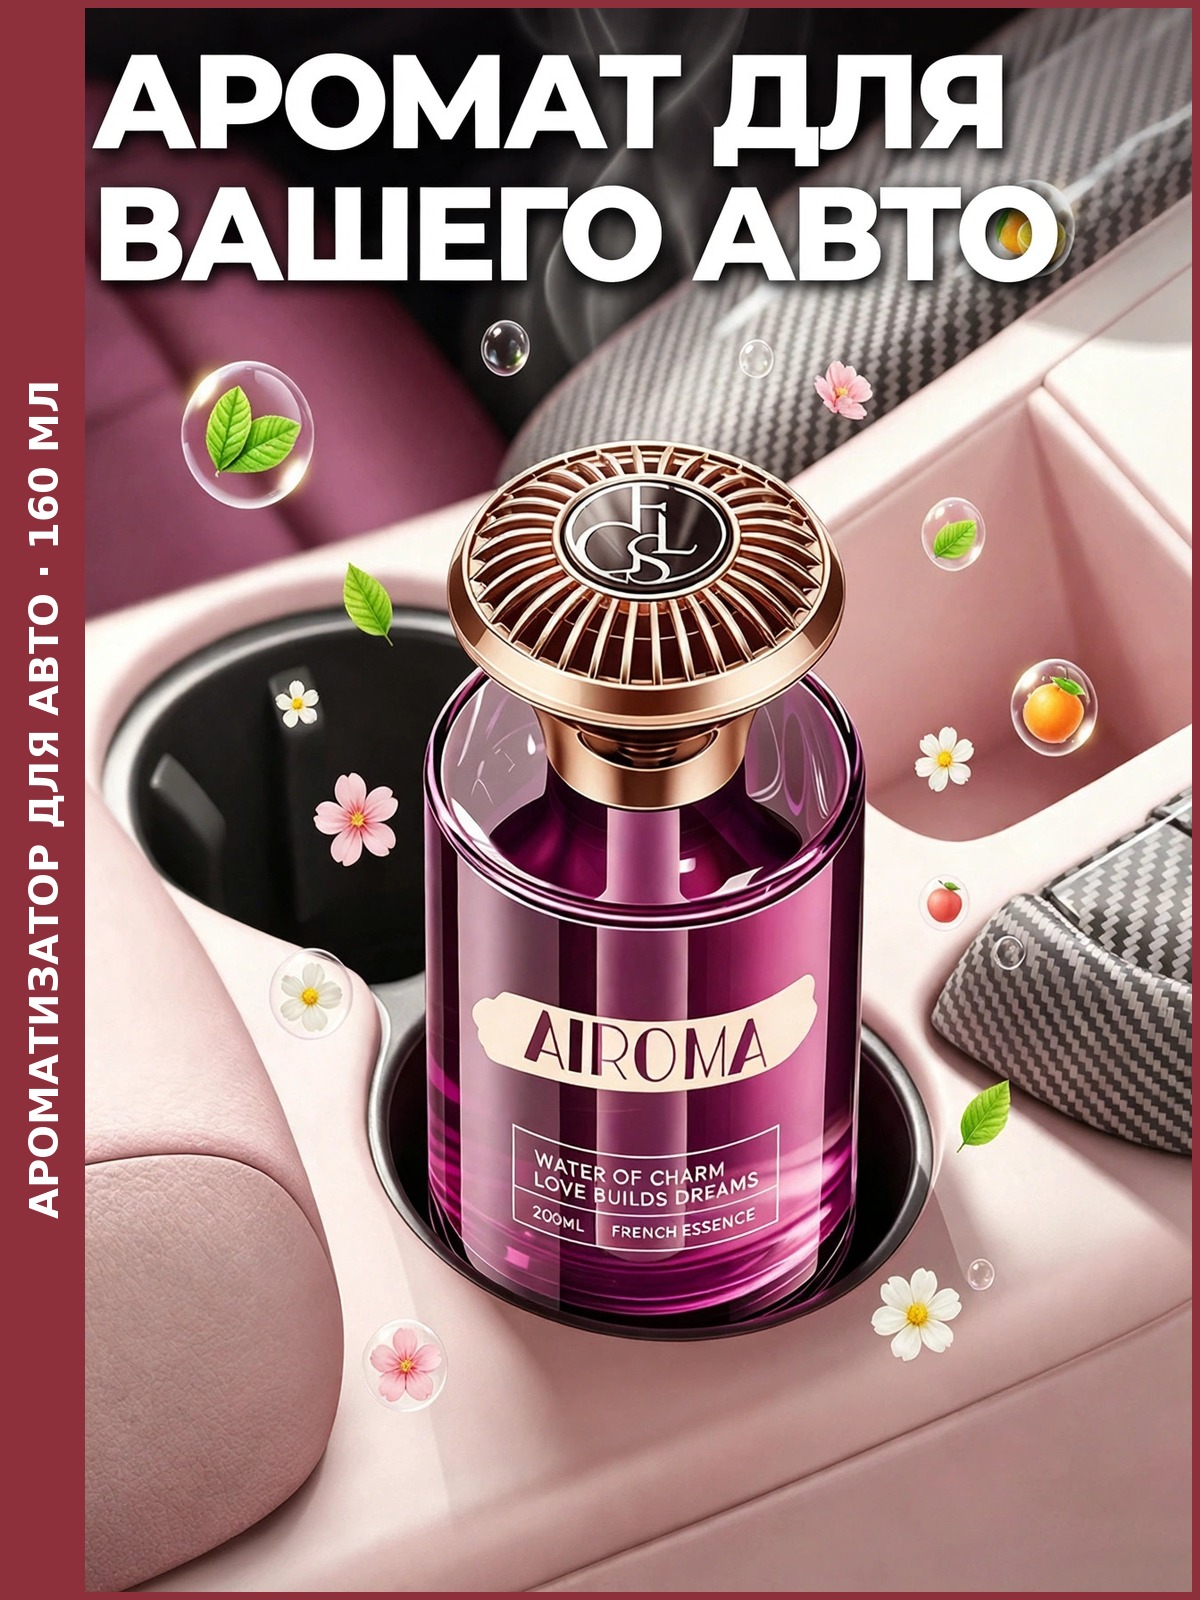 АРОМАТ ДЛЯ
ВАШЕГО АВТО
АРОМАТИЗАТОР ДЛЯ АВТО · 160 МЛ
AIROMA
WATER OF CHARM
LOVE BUILDS DREAMS
200ML FRENCH ESSENCE